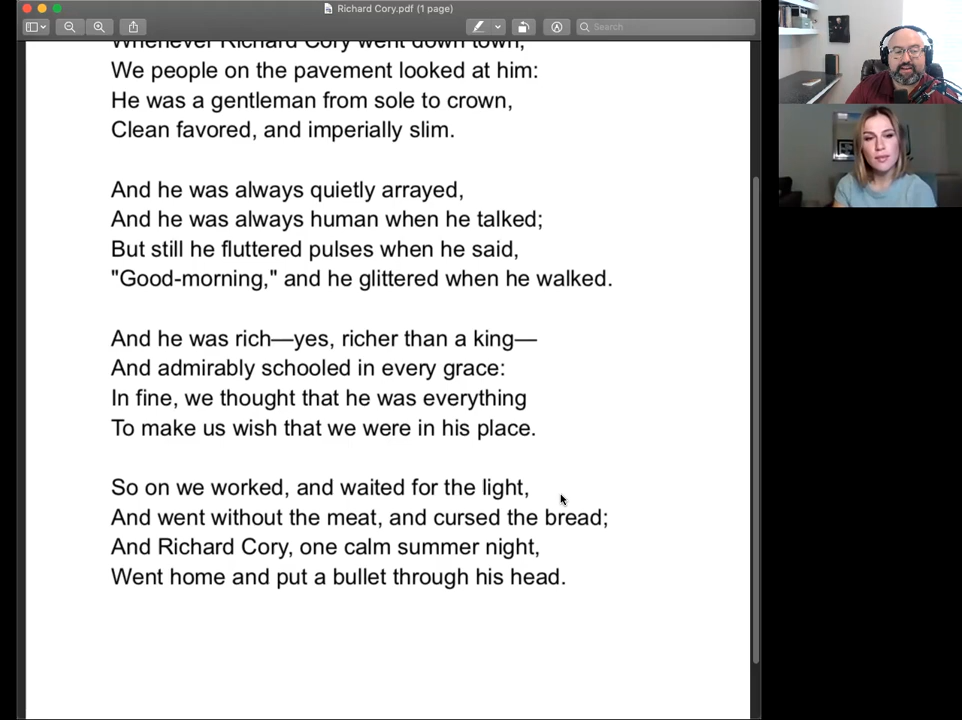 Richard Cory.pdf (1 page)
Search
Whenever Richard Cory went down town,
We people on the pavement looked at him:
He was a gentleman from sole to crown,
Clean favored, and imperially slim.
And he was always quietly arrayed,
And he was always human when he talked;
But still he fluttered pulses when he said,
"Good-morning," and he glittered when he walked.
And he was rich—yes, richer than a king—
And admirably schooled in every grace:
In fine, we thought that he was everything
To make us wish that we were in his place.
So on we worked, and waited for the light,
And went without the meat, and cursed the bread;
And Richard Cory, one calm summer night,
Went home and put a bullet through his head.